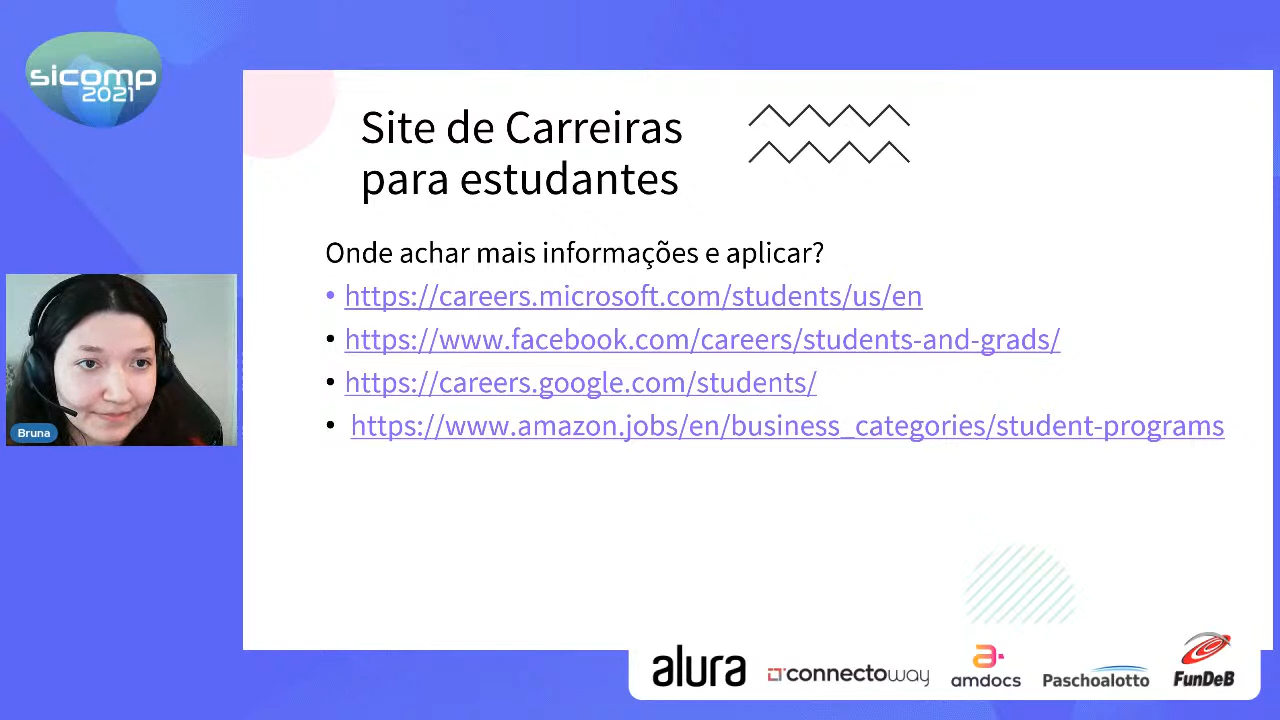 sicomp
2021
Site de Carreiras
para estudantes
Onde achar mais informações e aplicar?
• https://careers.microsoft.com/students/us/en
• https://www.facebook.com/careers/students-and-grads/
• https://careers.google.com/students/
• https://www.amazon.jobs/en/business_categories/student-programs
Bruna
alura connectoway amdocs Paschoalotto FunDeB